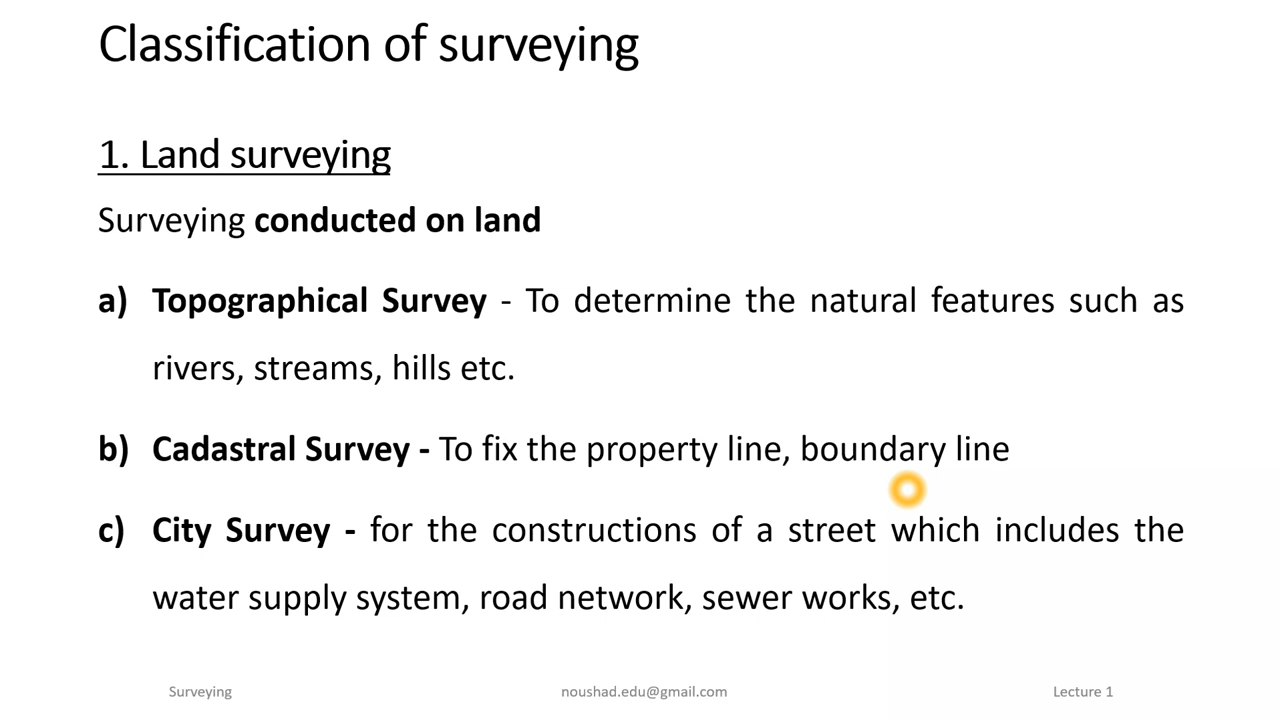 Classification of surveying
1. Land surveying
Surveying conducted on land
a) Topographical Survey - To determine the natural features such as
rivers, streams, hills etc.
b) Cadastral Survey - To fix the property line, boundary line
c) City Survey - for the constructions of a street which includes the
water supply system, road network, sewer works, etc.
Surveying noushad.edu@gmail.com Lecture 1